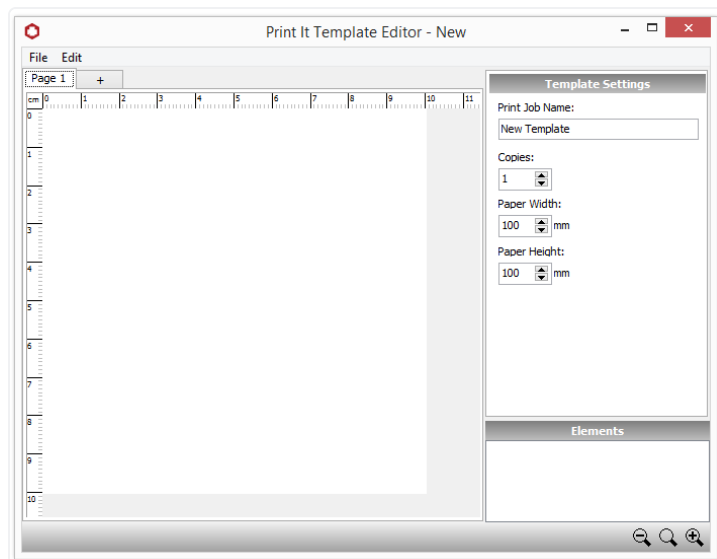 Print It Template Editor - New
File Edit
Page 1 +
Template Settings
cm 0 1 2 3 4 5 6 7 8 9 10 11
Print Job Name:
0
New Template
1
Copies:
1
2
Paper Width:
3
100 mm
Paper Height:
4
100 mm
5
6
7
8
Elements
9
10